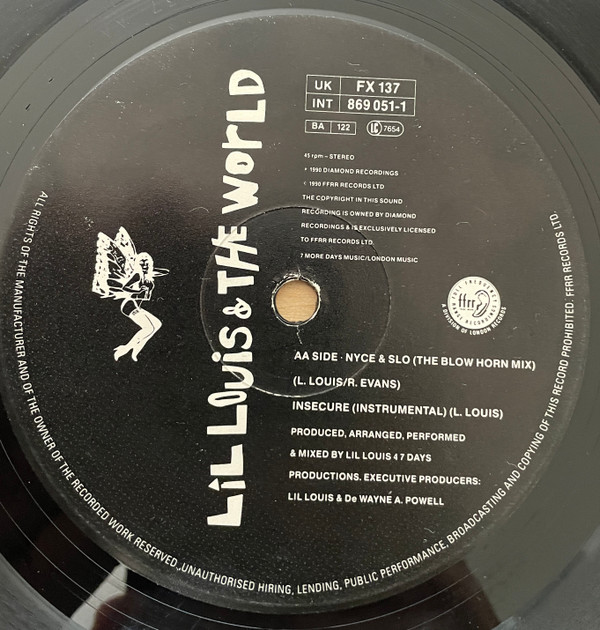 LiL LOUiS & THE WORLD
UK FX 137
INT 869 051-1
BA 122 LC 7654
45 rpm – STEREO
℗ 1990 DIAMOND RECORDINGS
© 1990 FFRR RECORDS LTD
THE COPYRIGHT IN THIS SOUND
RECORDING IS OWNED BY DIAMOND
RECORDINGS & IS EXCLUSIVELY LICENSED
TO FFRR RECORDS LTD.
7 MORE DAYS MUSIC/LONDON MUSIC
FULL FREQUENCY RANGE RECORDINGS
ffrr
A DIVISION OF LONDON RECORDS
AA SIDE · NYCE & SLO (THE BLOW HORN MIX)
(L. LOUIS/R. EVANS)
INSECURE (INSTRUMENTAL) (L. LOUIS)
PRODUCED, ARRANGED, PERFORMED
& MIXED BY LIL LOUIS 4 7 DAYS
PRODUCTIONS. EXECUTIVE PRODUCERS:
LIL LOUIS & De WAYNÉ A. POWELL
ALL RIGHTS OF THE MANUFACTURER AND OF THE OWNER OF THE RECORDED WORK RESERVED. UNAUTHORISED HIRING, LENDING, PUBLIC PERFORMANCE, BROADCASTING AND COPYING OF THIS RECORD PROHIBITED. FFRR RECORDS LTD.